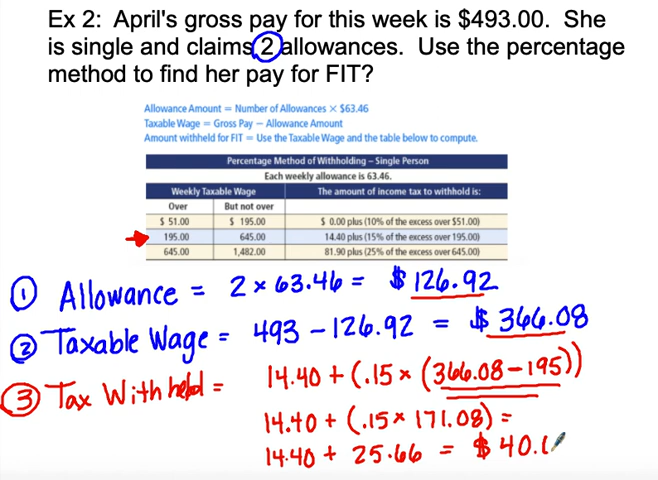 Ex 2: April's gross pay for this week is $493.00. She
is single and claims 2 allowances. Use the percentage
method to find her pay for FIT?
Allowance Amount = Number of Allowances × $63.46
Taxable Wage = Gross Pay – Allowance Amount
Amount withheld for FIT = Use the Taxable Wage and the table below to compute.
Percentage Method of Withholding – Single Person
Each weekly allowance is 63.46.
Weekly Taxable Wage The amount of income tax to withhold is:
Over But not over
$ 51.00 $ 195.00 $ 0.00 plus (10% of the excess over $51.00)
195.00 645.00 14.40 plus (15% of the excess over 195.00)
645.00 1,482.00 81.90 plus (25% of the excess over 645.00)
① Allowance = 2 × 63.46 = $ 126.92
② Taxable Wage = 493 – 126.92 = $ 366.08
③ Tax Withheld = 14.40 + (.15 × (366.08 – 195))
14.40 + (.15 × 171.08) =
14.40 + 25.66 = $ 40.0